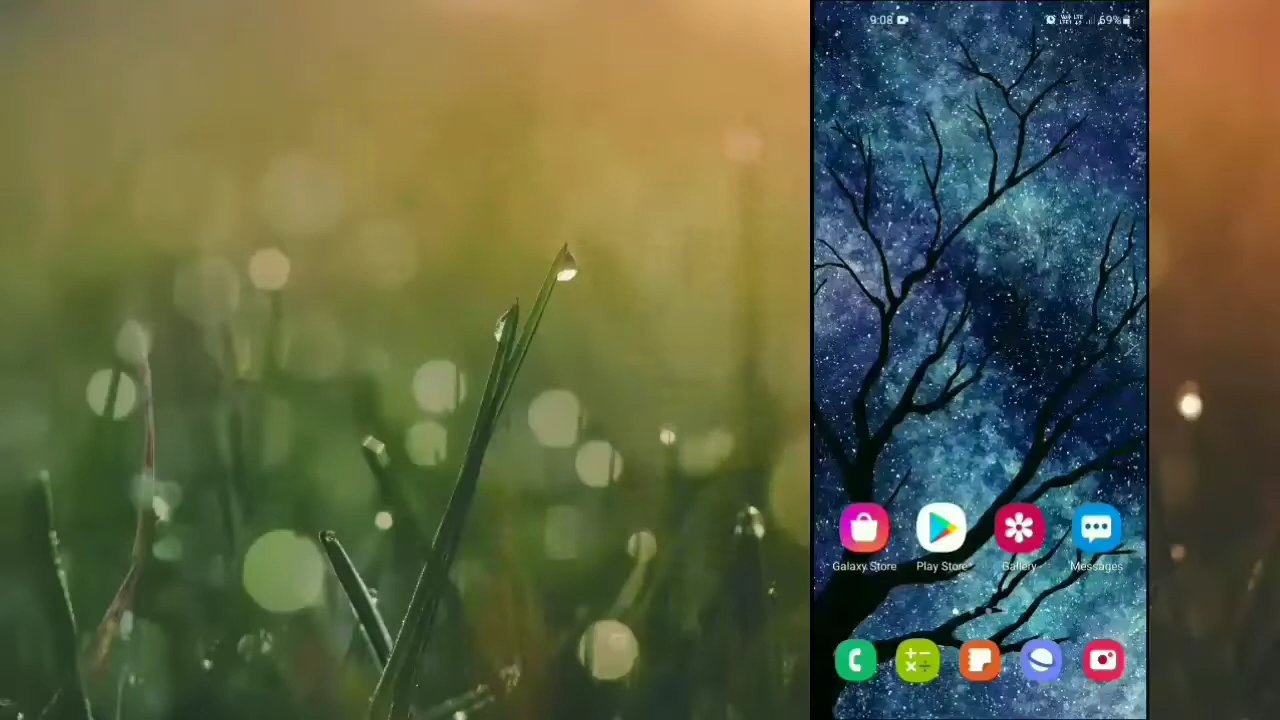 9:08
69%
Galaxy Store
Play Store
Gallery
Messages